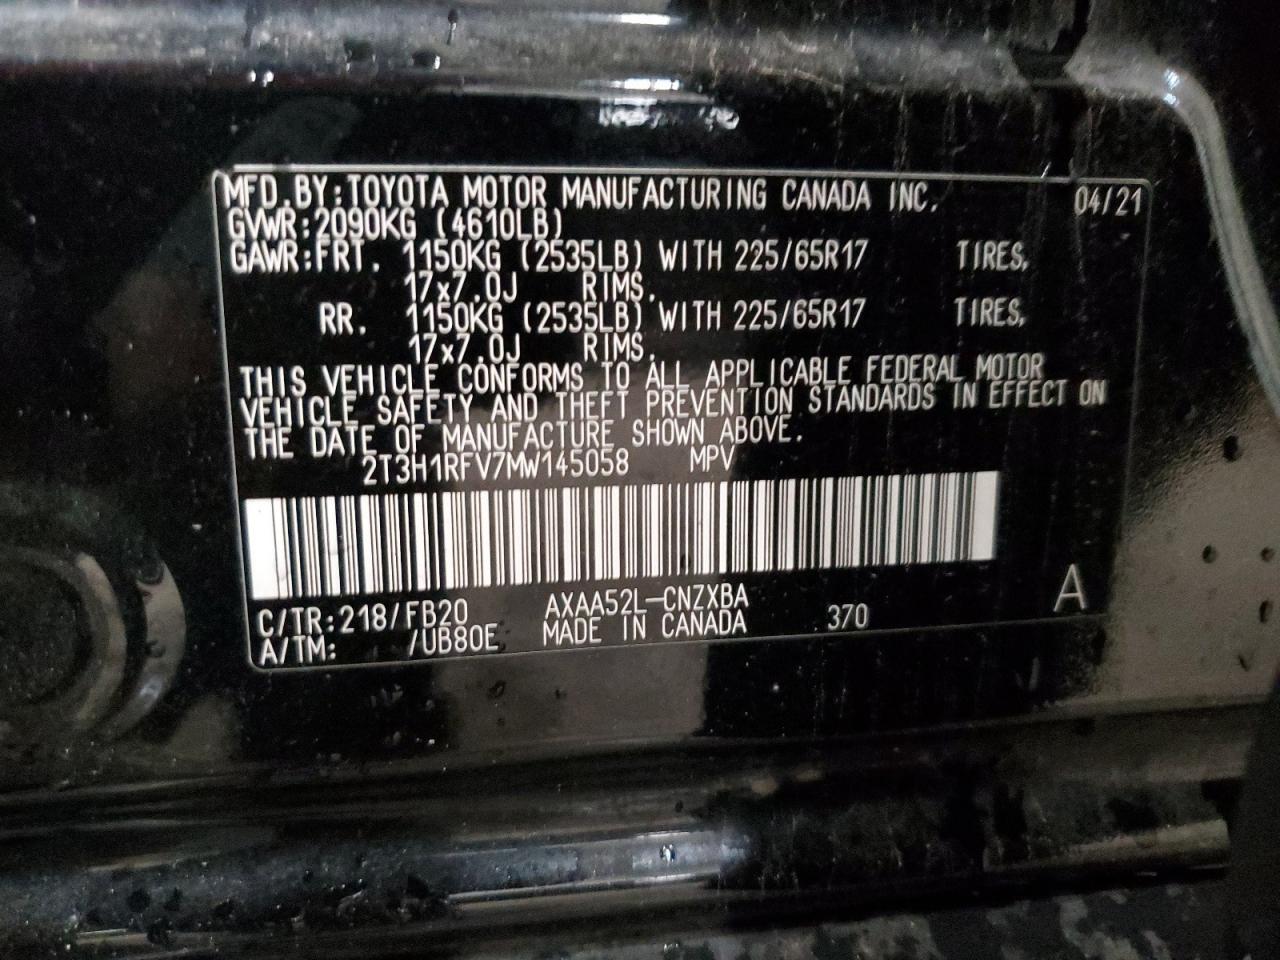 MFD.BY:TOYOTA MOTOR MANUFACTURING CANADA INC. 04/21
GVWR:2090KG (4610LB)
GAWR:FRT. 1150KG (2535LB) WITH 225/65R17 TIRES,
17x7.0J RIMS.
RR. 1150KG (2535LB) WITH 225/65R17 TIRES,
17x7.0J RIMS.
THIS VEHICLE CONFORMS TO ALL APPLICABLE FEDERAL MOTOR
VEHICLE SAFETY AND THEFT PREVENTION STANDARDS IN EFFECT ON
THE DATE OF MANUFACTURE SHOWN ABOVE.
2T3H1RFV7MW145058 MPV
C/TR:218/FB20 AXAA52L-CNZXBA 370 A
A/TM: /UB80E MADE IN CANADA